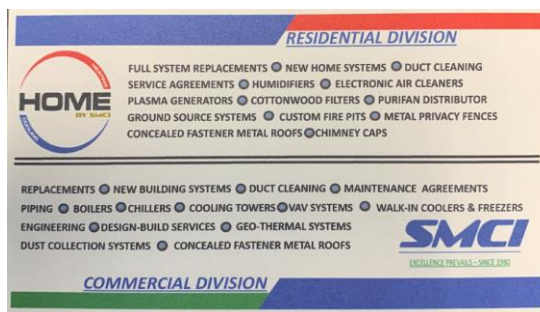 RESIDENTIAL DIVISION
HEATING
HOME
BY SMCI
COOLING
FULL SYSTEM REPLACEMENTS NEW HOME SYSTEMS DUCT CLEANING
SERVICE AGREEMENTS HUMIDIFIERS ELECTRONIC AIR CLEANERS
PLASMA GENERATORS COTTONWOOD FILTERS PURIFAN DISTRIBUTOR
GROUND SOURCE SYSTEMS CUSTOM FIRE PITS METAL PRIVACY FENCES
CONCEALED FASTENER METAL ROOFS CHIMNEY CAPS
REPLACEMENTS NEW BUILDING SYSTEMS DUCT CLEANING MAINTENANCE AGREEMENTS
PIPING BOILERS CHILLERS COOLING TOWERS VAV SYSTEMS WALK-IN COOLERS & FREEZERS
ENGINEERING DESIGN-BUILD SERVICES GEO-THERMAL SYSTEMS
DUST COLLECTION SYSTEMS CONCEALED FASTENER METAL ROOFS
SMCI
EXCELLENCE PREVAILS – SINCE 1980
COMMERCIAL DIVISION